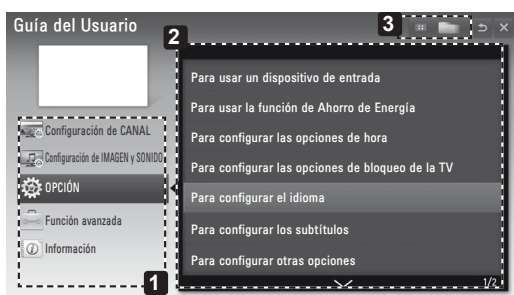 Guía del Usuario
2
3
Configuración de CANAL
Configuración de IMAGEN y SONIDO
OPCIÓN
Función avanzada
Información
1
Para usar un dispositivo de entrada
Para usar la función de Ahorro de Energía
Para configurar las opciones de hora
Para configurar las opciones de bloqueo de la TV
Para configurar el idioma
Para configurar los subtítulos
Para configurar otras opciones
1/2